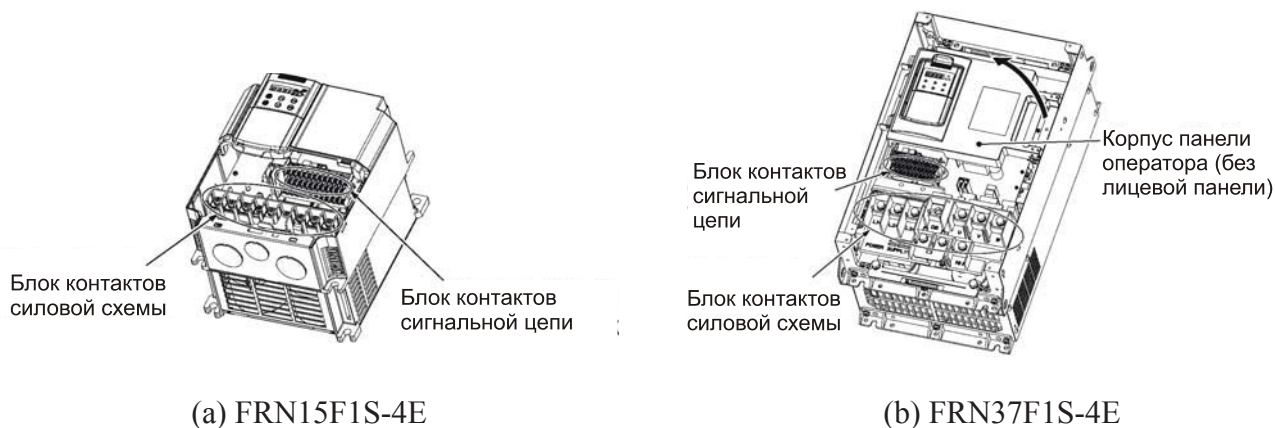 Блок контактов
силовой схемы
Блок контактов
сигнальной цепи
(a) FRN15F1S-4E
Блок контактов
сигнальной
цепи
Блок контактов
силовой схемы
Корпус панели
оператора (без
лицевой панели)
(b) FRN37F1S-4E